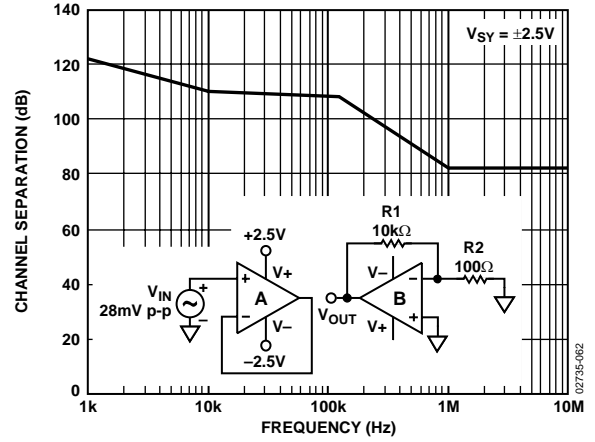 140
120
100
80
60
40
20
0
CHANNEL SEPARATION (dB)
V_SY = ±2.5V
R1
10kΩ
R2
100Ω
+2.5V
V+
V_IN
28mV p-p
+
−
+
−
A
V−
−2.5V
V_OUT
V−
V+
B
−
+
1k
10k
100k
1M
10M
FREQUENCY (Hz)
02735-062